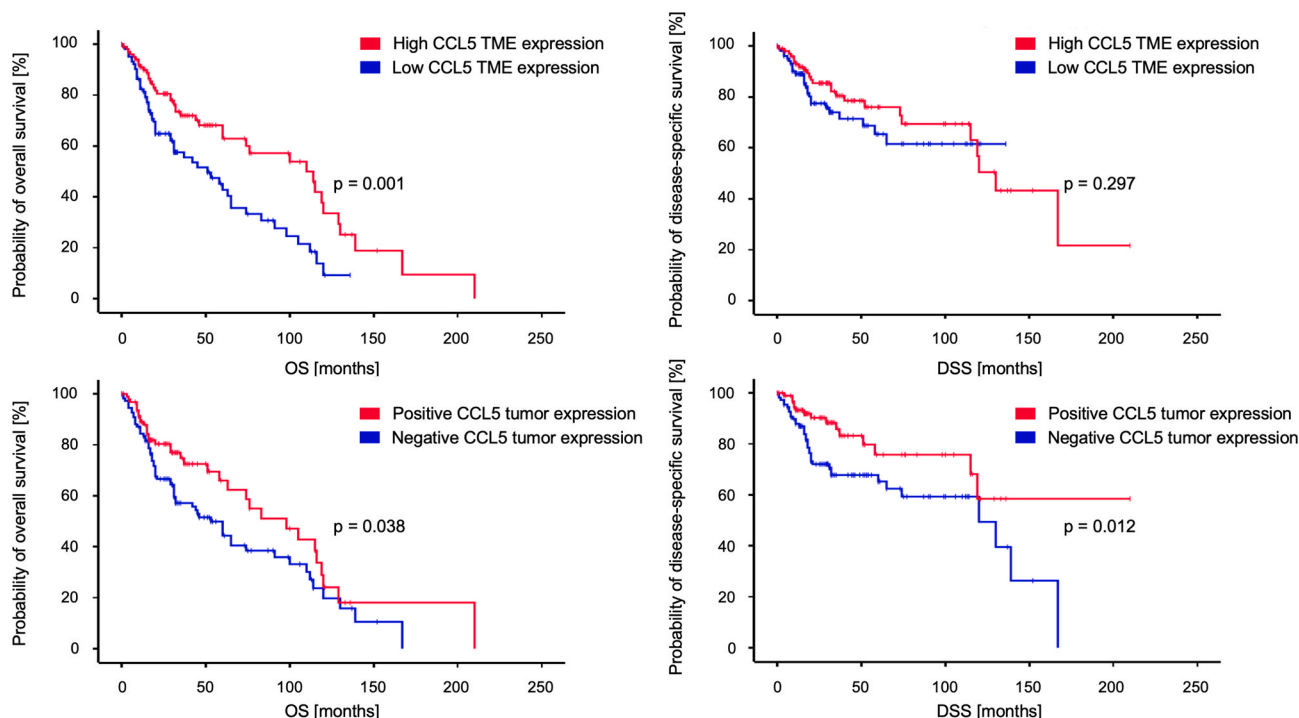 Probability of overall survival [%]
100
80
60
40
20
0
High CCL5 TME expression
Low CCL5 TME expression
p = 0.001
0 50 100 150 200 250
OS [months]
Probability of disease-specific survival [%]
100
80
60
40
20
0
High CCL5 TME expression
Low CCL5 TME expression
p = 0.297
0 50 100 150 200 250
DSS [months]
Probability of overall survival [%]
100
80
60
40
20
0
Positive CCL5 tumor expression
Negative CCL5 tumor expression
p = 0.038
0 50 100 150 200 250
OS [months]
Probability of disease-specific survival [%]
100
80
60
40
20
0
Positive CCL5 tumor expression
Negative CCL5 tumor expression
p = 0.012
0 50 100 150 200 250
DSS [months]